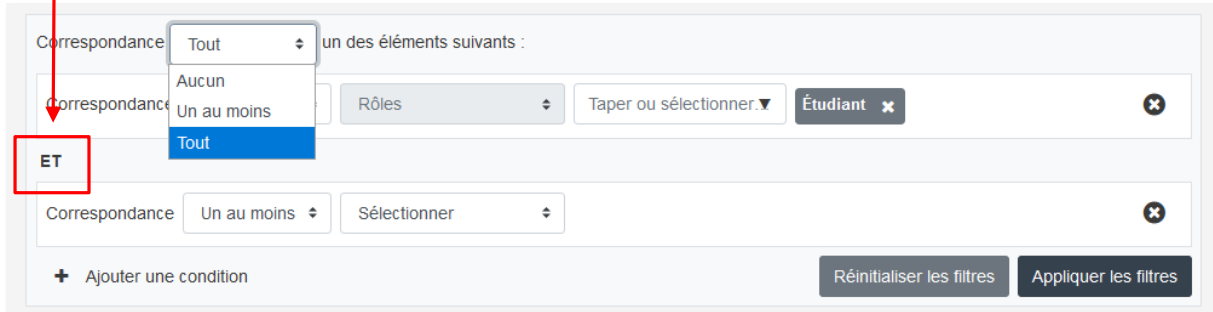 Correspondance Tout un des éléments suivants :
Aucun
Un au moins
Tout
Correspondance Rôles Taper ou sélectionner. Étudiant
ET
Correspondance Un au moins Sélectionner
Ajouter une condition Réinitialiser les filtres Appliquer les filtres